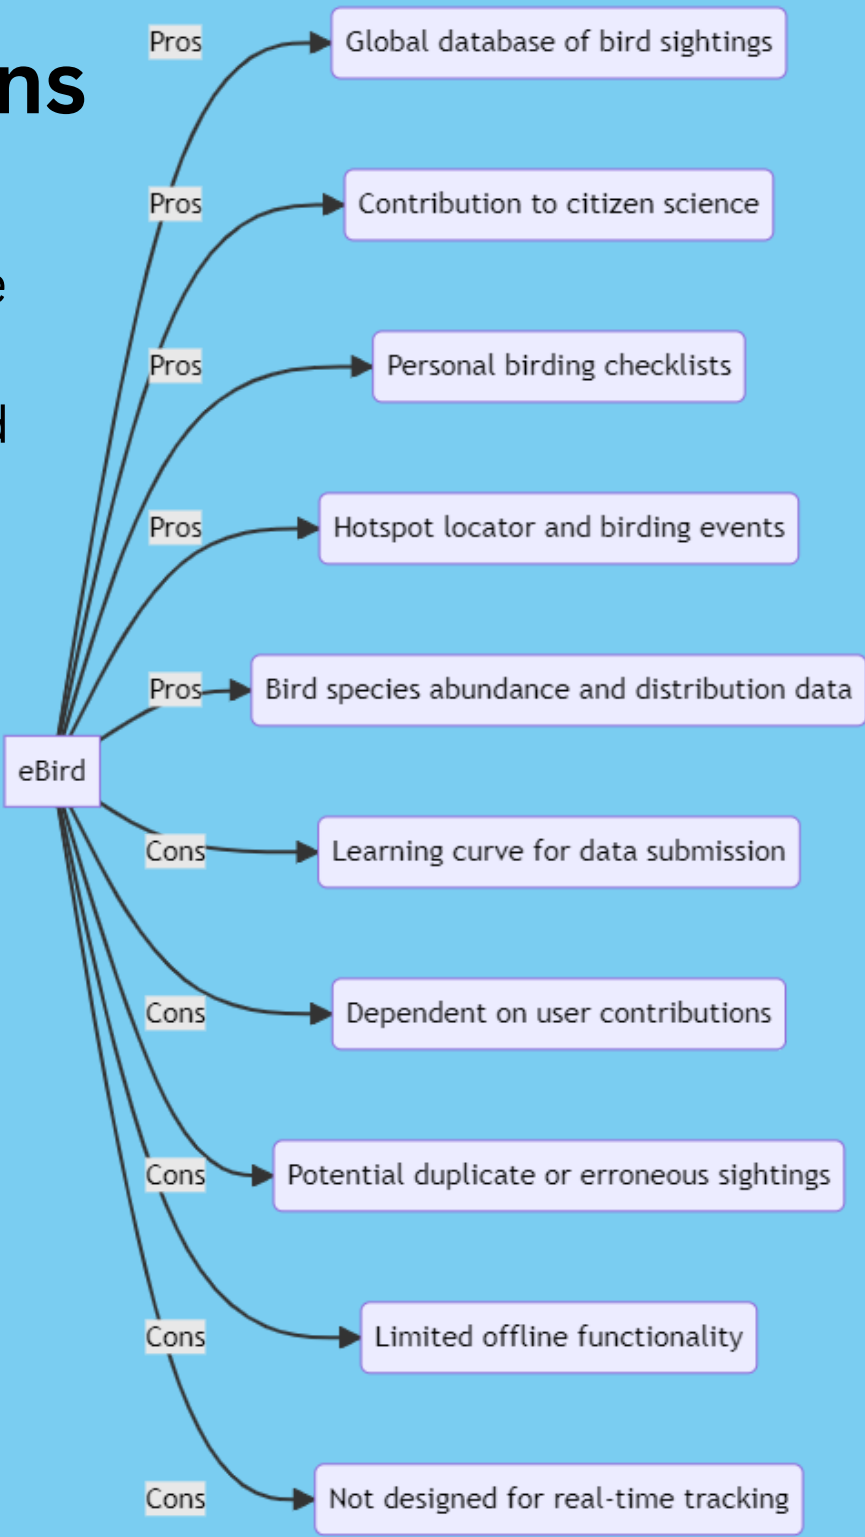 ns
e
d
Pros
Global database of bird sightings
Pros
Contribution to citizen science
Pros
Personal birding checklists
Pros
Hotspot locator and birding events
Pros
Bird species abundance and distribution data
eBird
Cons
Learning curve for data submission
Cons
Dependent on user contributions
Cons
Potential duplicate or erroneous sightings
Cons
Limited offline functionality
Cons
Not designed for real-time tracking